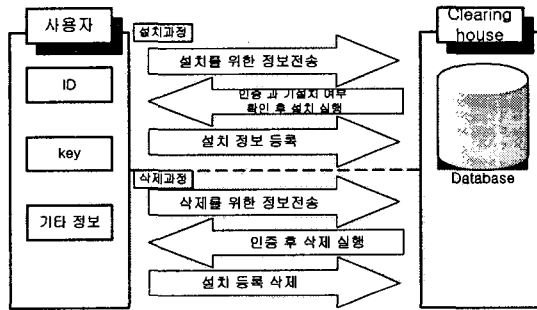 사용자
ID
key
기타 정보
설치과정
설치를 위한 정보전송
인증 과 기설치 여부
확인 후 설치 실행
설치 정보 등록
삭제과정
삭제를 위한 정보전송
인증 후 삭제 실행
설치 등록 삭제
Clearing
house
Database